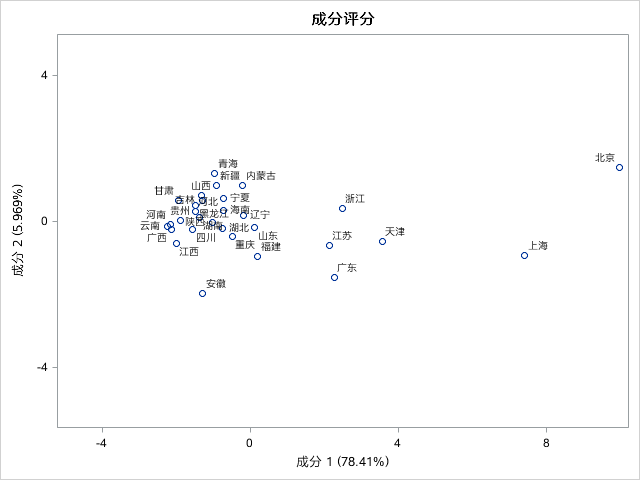 成分评分
4
0
-4
成分 2 (5.969%)
北京
青海
新疆
内蒙古
山西
甘肃
吉林
河北
宁夏
浙江
贵州
海南
河南
黑龙江
辽宁
云南
陕西
湖南
湖北
江苏
天津
广西
四川
山东
重庆
福建
上海
江西
广东
安徽
-4
0
4
8
成分 1 (78.41%)